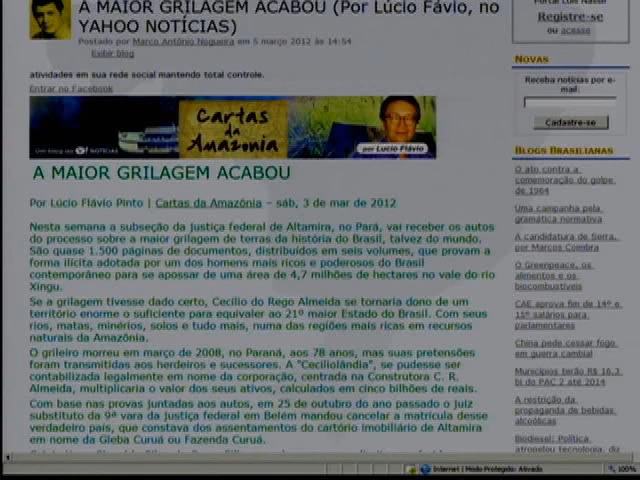 A MAIOR GRILAGEM ACABOU (Por Lúcio Flávio, no
YAHOO NOTÍCIAS)
Postado por Marco Antônio Nogueira em 5 março 2012 às 14:54
Exibir blog
atividades em sua rede social mantendo total controle.
Entrar no Facebook
Cartas
da
Amazonia
Um blog do Y! NOTÍCIAS
por Lucio Flávio
A MAIOR GRILAGEM ACABOU
Por Lúcio Flávio Pinto | Cartas da Amazônia – sáb, 3 de mar de 2012
Nesta semana a subseção da justiça federal de Altamira, no Pará, vai receber os autos
do processo sobre a maior grilagem de terras da história do Brasil, talvez do mundo.
São quase 1.500 páginas de documentos, distribuídos em seis volumes, que provam a
forma ilícita adotada por um dos homens mais ricos e poderosos do Brasil
contemporâneo para se apossar de uma área de 4,7 milhões de hectares no vale do rio
Xingu.
Se a grilagem tivesse dado certo, Cecílio do Rego Almeida se tornaria dono de um
território enorme o suficiente para equivaler ao 21º maior Estado do Brasil. Com seus
rios, matas, minérios, solos e tudo mais, numa das regiões mais ricas em recursos
naturais da Amazônia.
O grileiro morreu em março de 2008, no Paraná, aos 78 anos, mas suas pretensões
foram transmitidas aos herdeiros e sucessores. A "Ceciliolândia", se pudesse ser
contabilizada legalmente em nome da corporação, centrada na Construtora C. R.
Almeida, multiplicaria o valor dos seus ativos, calculados em cinco bilhões de reais.
Com base nas provas juntadas aos autos, em 25 de outubro do ano passado o juiz
substituto da 9ª vara da justiça federal em Belém mandou cancelar a matrícula desse
verdadeiro país, que constava dos assentamentos do cartório imobiliário de Altamira
em nome da Gleba Curuá ou Fazenda Curuá.
Portal Luis Nassif
Registre-se
ou acesse
Novas
Receba notícias por e-
mail:
Cadastre-se
Blogs Brasilianas
O ato contra a
comemoração do golpe
de 1964
Uma campanha pela
gramática normativa
A candidatura de Serra,
por Marcos Coimbra
O Greenpeace, os
alimentos e os
biocombustíveis
CAE aprova fim de 14º e
15º salários para
parlamentares
China pede cessar fogo
em guerra cambial
Municípios terão R$ 16,3
bi do PAC 2 até 2014
A restrição da
propaganda de bebidas
alcoólicas
Biodiesel: Política
atropelou tecnologia, diz
Internet | Modo Protegido: Ativado
100%